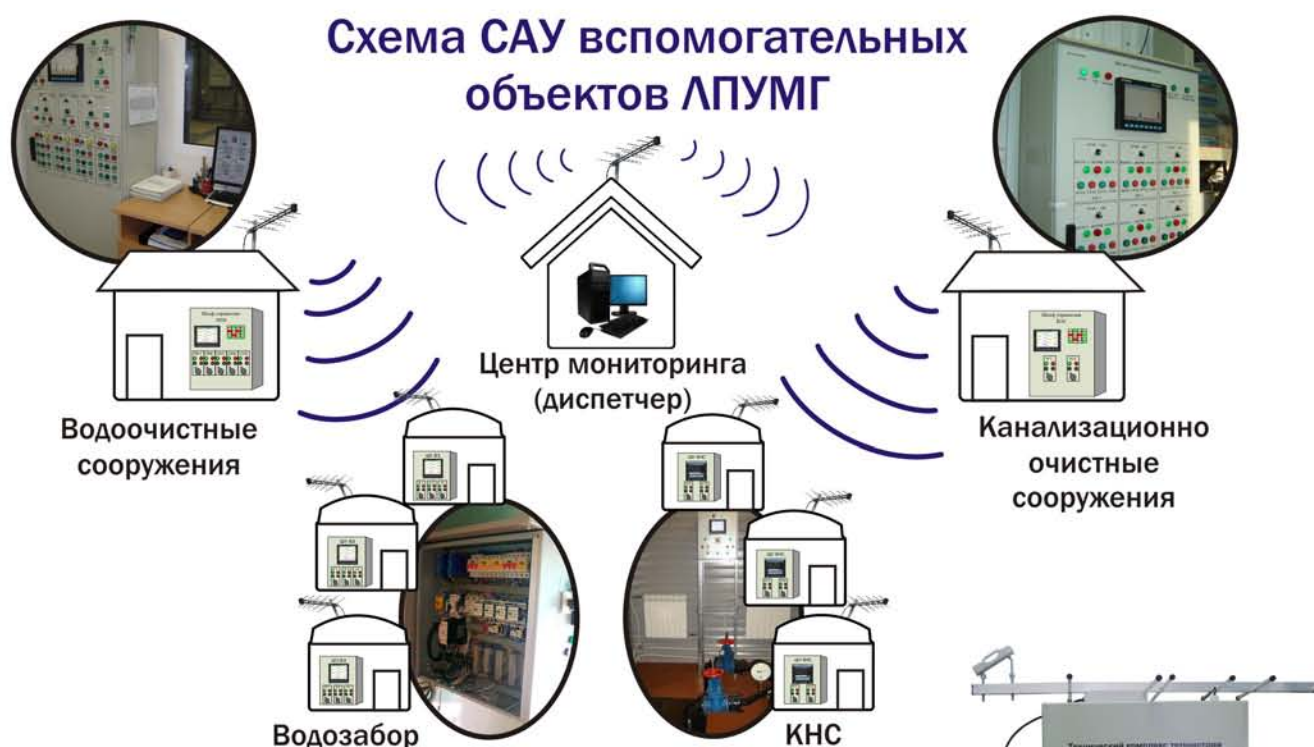 Схема САУ вспомогательных
объектов ЛПУМГ
Центр мониторинга
(диспетчер)
Водоочистные
сооружения
Канализационно
очистные
сооружения
Водозабор
КНС